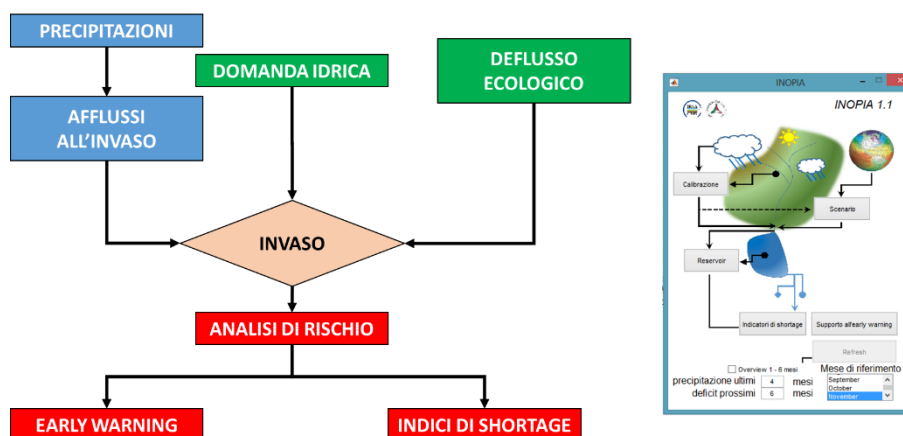 PRECIPITAZIONI
DOMANDA IDRICA
DEFLUSSO
ECOLOGICO
AFFLUSSI
ALL'INVASO
INVASO
ANALISI DI RISCHIO
EARLY WARNING
INDICI DI SHORTAGE
INOPIA
INOPIA 1.1
Calibrazione
Scenario
Reservoir
Indicatori di shortage
Supporto all'early warning
Refresh
Overview 1 - 6 mesi
Mese di riferimento
precipitazione ultimi 4 mesi
deficit prossimi 6 mesi
September
October
November